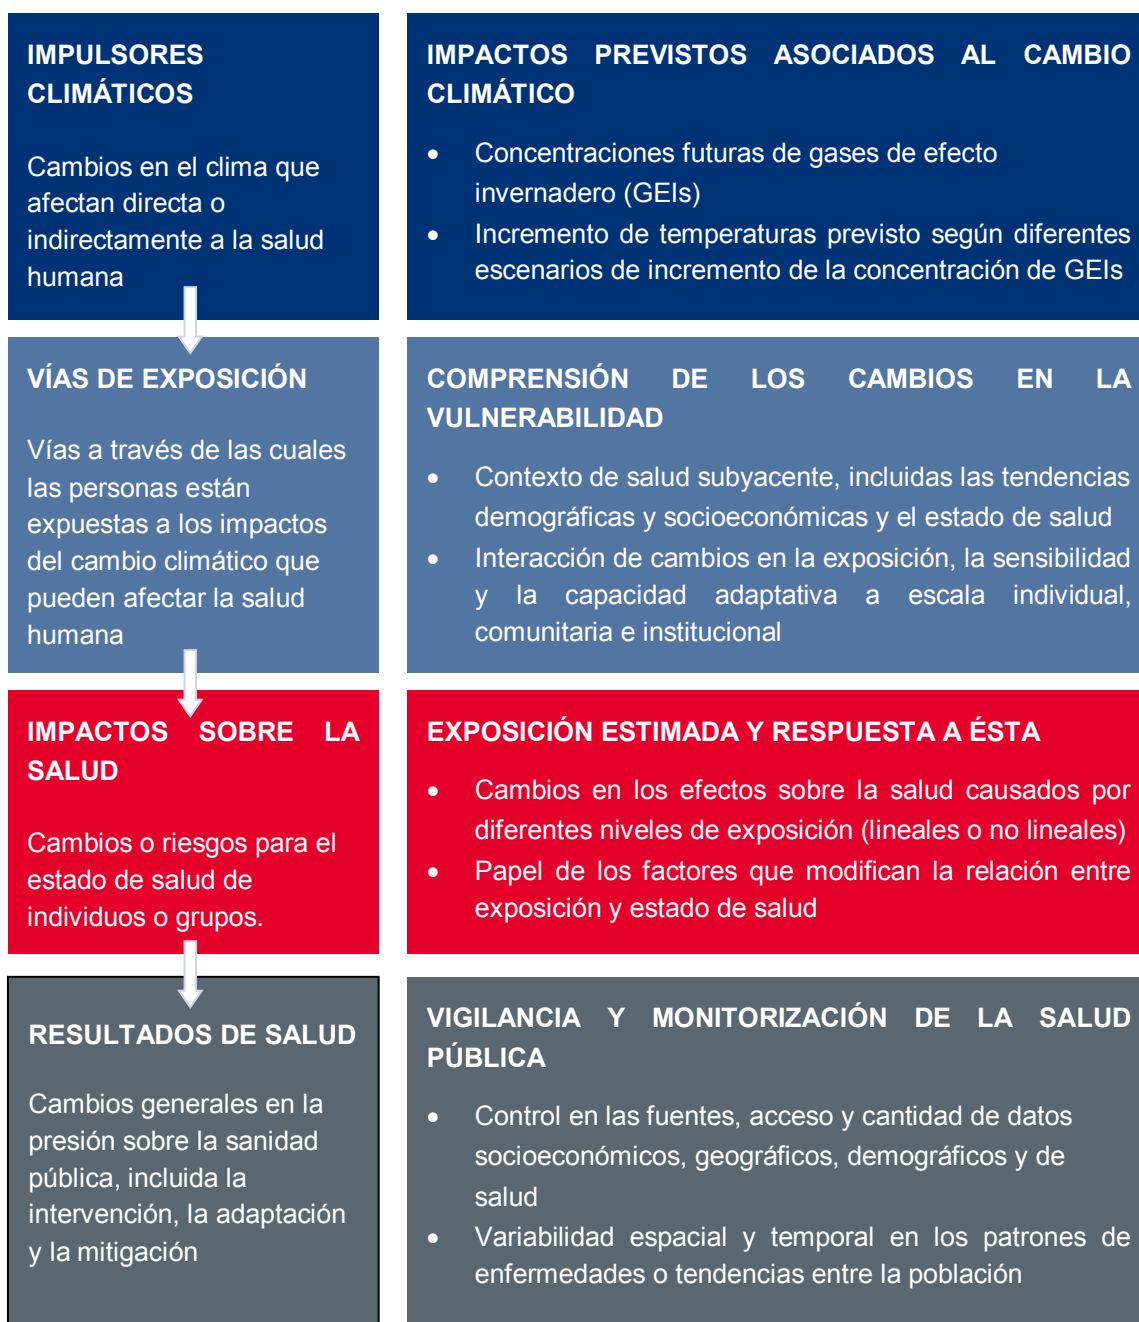 IMPULSORES
CLIMÁTICOS
Cambios en el clima que
afectan directa o
indirectamente a la salud
humana
IMPACTOS PREVISTOS ASOCIADOS AL CAMBIO
CLIMÁTICO
• Concentraciones futuras de gases de efecto
invernadero (GEIs)
• Incremento de temperaturas previsto según diferentes
escenarios de incremento de la concentración de GEIs
VÍAS DE EXPOSICIÓN
Vías a través de las cuales
las personas están
expuestas a los impactos
del cambio climático que
pueden afectar la salud
humana
COMPRENSIÓN DE LOS CAMBIOS EN LA
VULNERABILIDAD
• Contexto de salud subyacente, incluidas las tendencias
demográficas y socioeconómicas y el estado de salud
• Interacción de cambios en la exposición, la sensibilidad
y la capacidad adaptativa a escala individual,
comunitaria e institucional
IMPACTOS SOBRE LA
SALUD
Cambios o riesgos para el
estado de salud de
individuos o grupos.
EXPOSICIÓN ESTIMADA Y RESPUESTA A ÉSTA
• Cambios en los efectos sobre la salud causados por
diferentes niveles de exposición (lineales o no lineales)
• Papel de los factores que modifican la relación entre
exposición y estado de salud
RESULTADOS DE SALUD
Cambios generales en la
presión sobre la sanidad
pública, incluida la
intervención, la adaptación
y la mitigación
VIGILANCIA Y MONITORIZACIÓN DE LA SALUD
PÚBLICA
• Control en las fuentes, acceso y cantidad de datos
socioeconómicos, geográficos, demográficos y de
salud
• Variabilidad espacial y temporal en los patrones de
enfermedades o tendencias entre la población